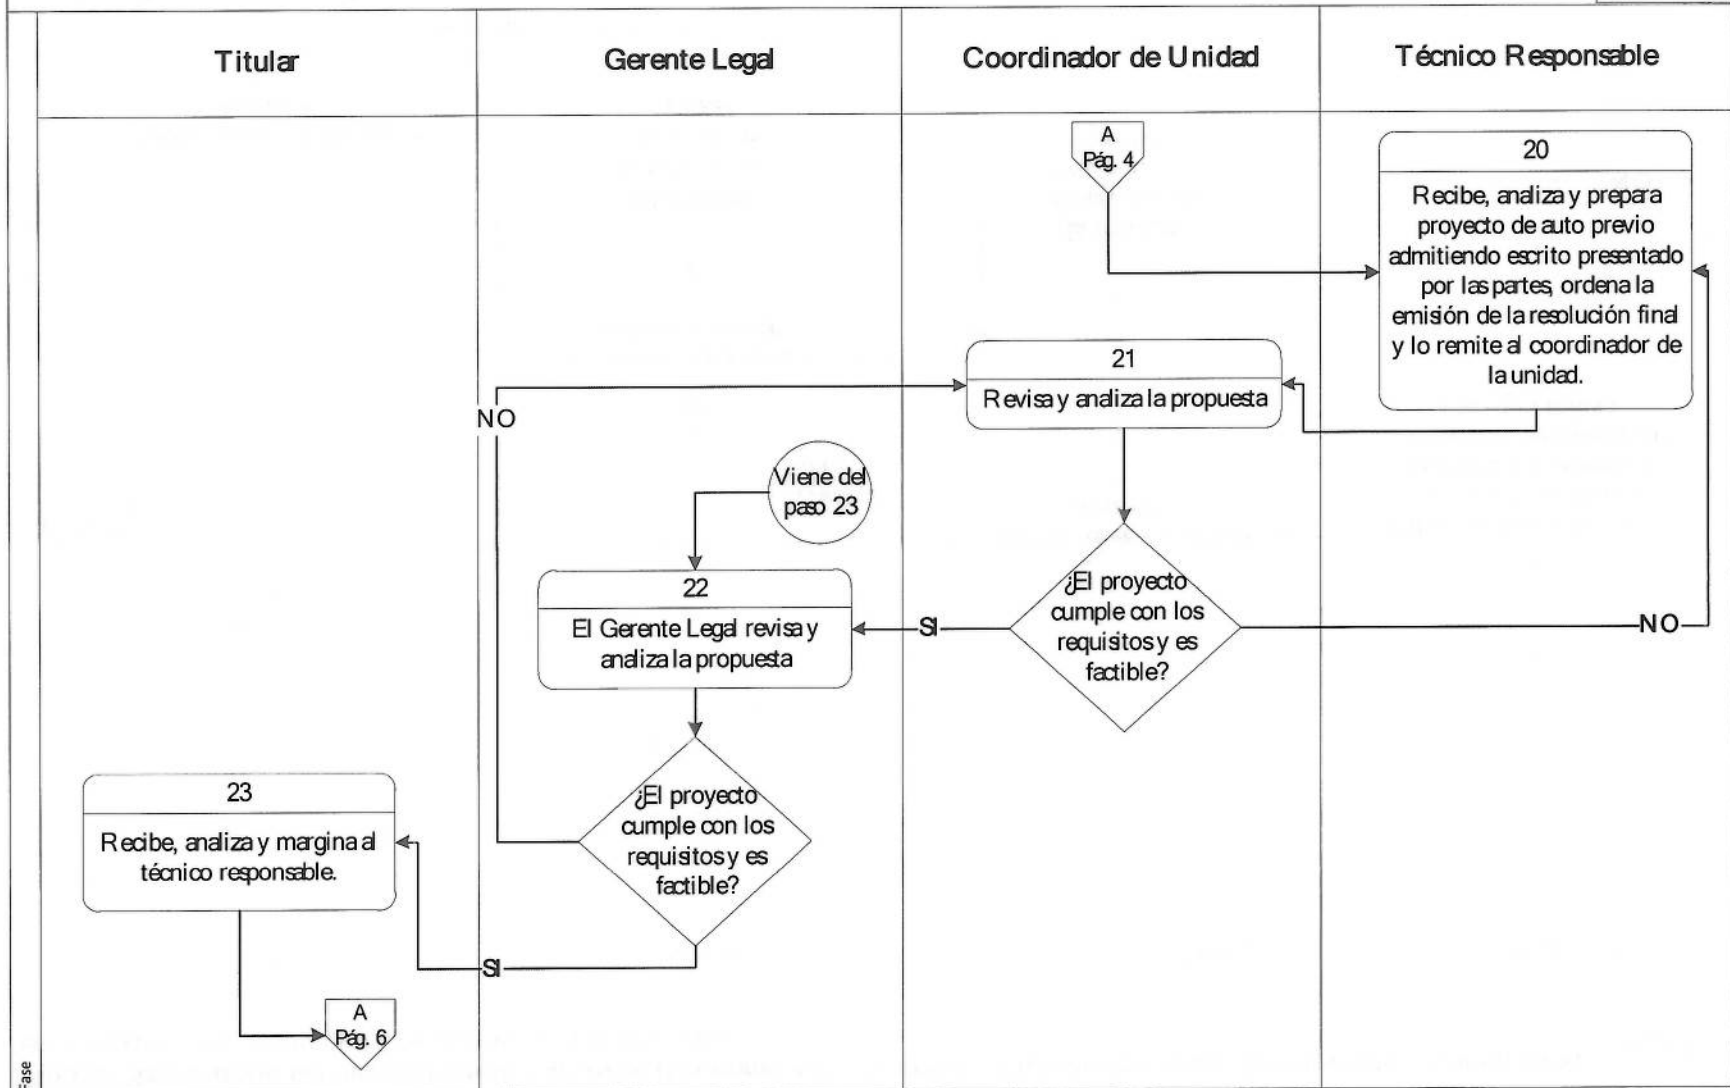 Titular
Gerente Legal
Coordinador de Unidad
Técnico Responsable
A
Pág. 4
20
Recibe, analiza y prepara
proyecto de auto previo
admitiendo escrito presentado
por las partes, ordena la
emisión de la resolución final
y lo remite al coordinador de
la unidad.
21
Revisa y analiza la propuesta
NO
Viene del
paso 23
22
El Gerente Legal revisa y
analiza la propuesta
SI
¿El proyecto
cumple con los
requisitos y es
factible?
NO
23
Recibe, analiza y margina al
técnico responsable.
¿El proyecto
cumple con los
requisitos y es
factible?
SI
A
Pág. 6
Fase